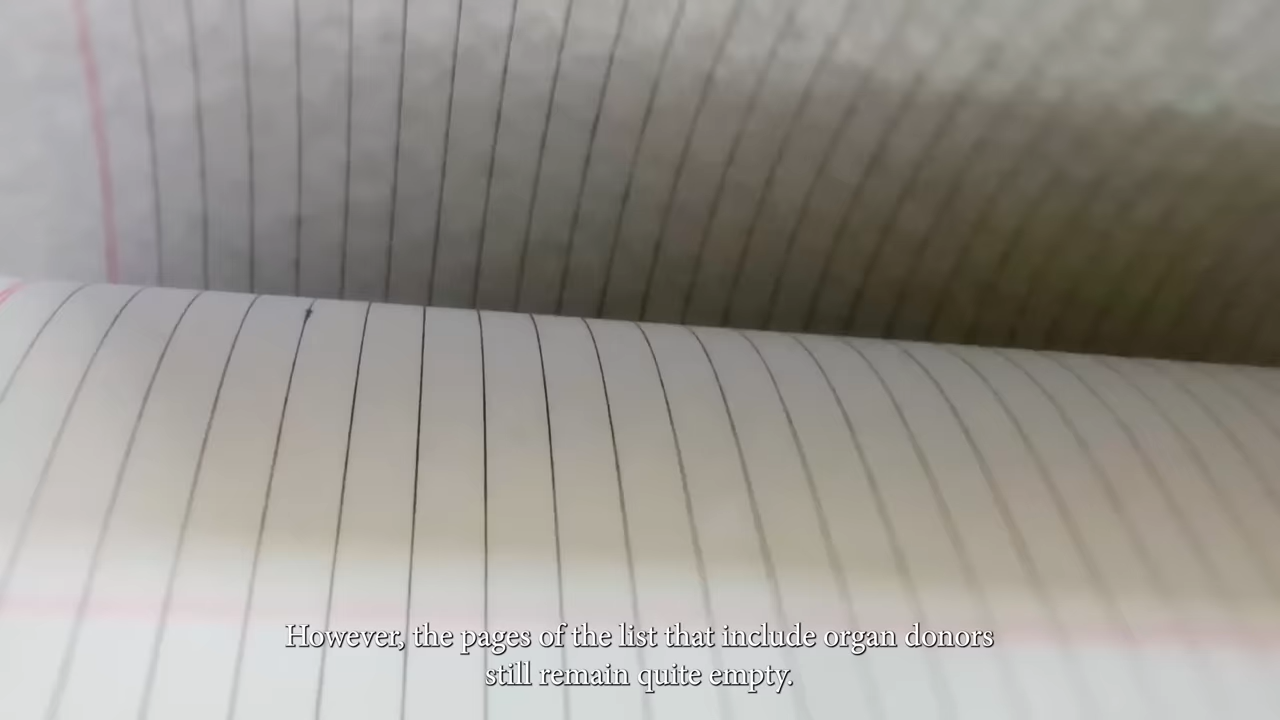 However, the pages of the list that include organ donors
still remain quite empty.